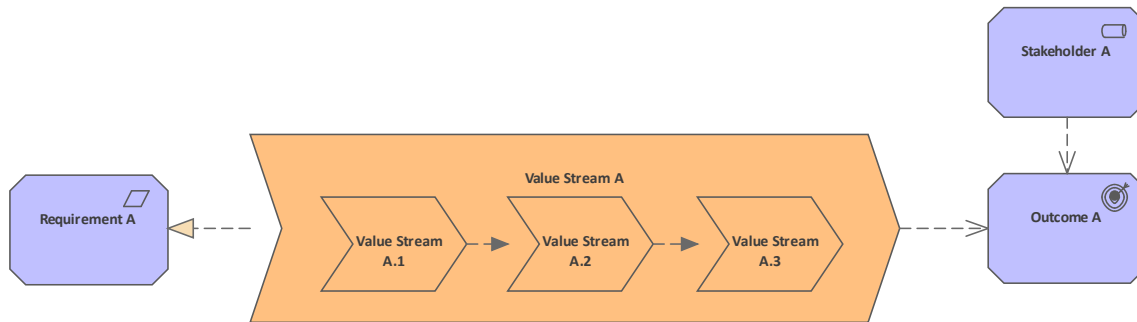 Stakeholder A
Value Stream A
Requirement A
Value Stream
A.1
Value Stream
A.2
Value Stream
A.3
Outcome A